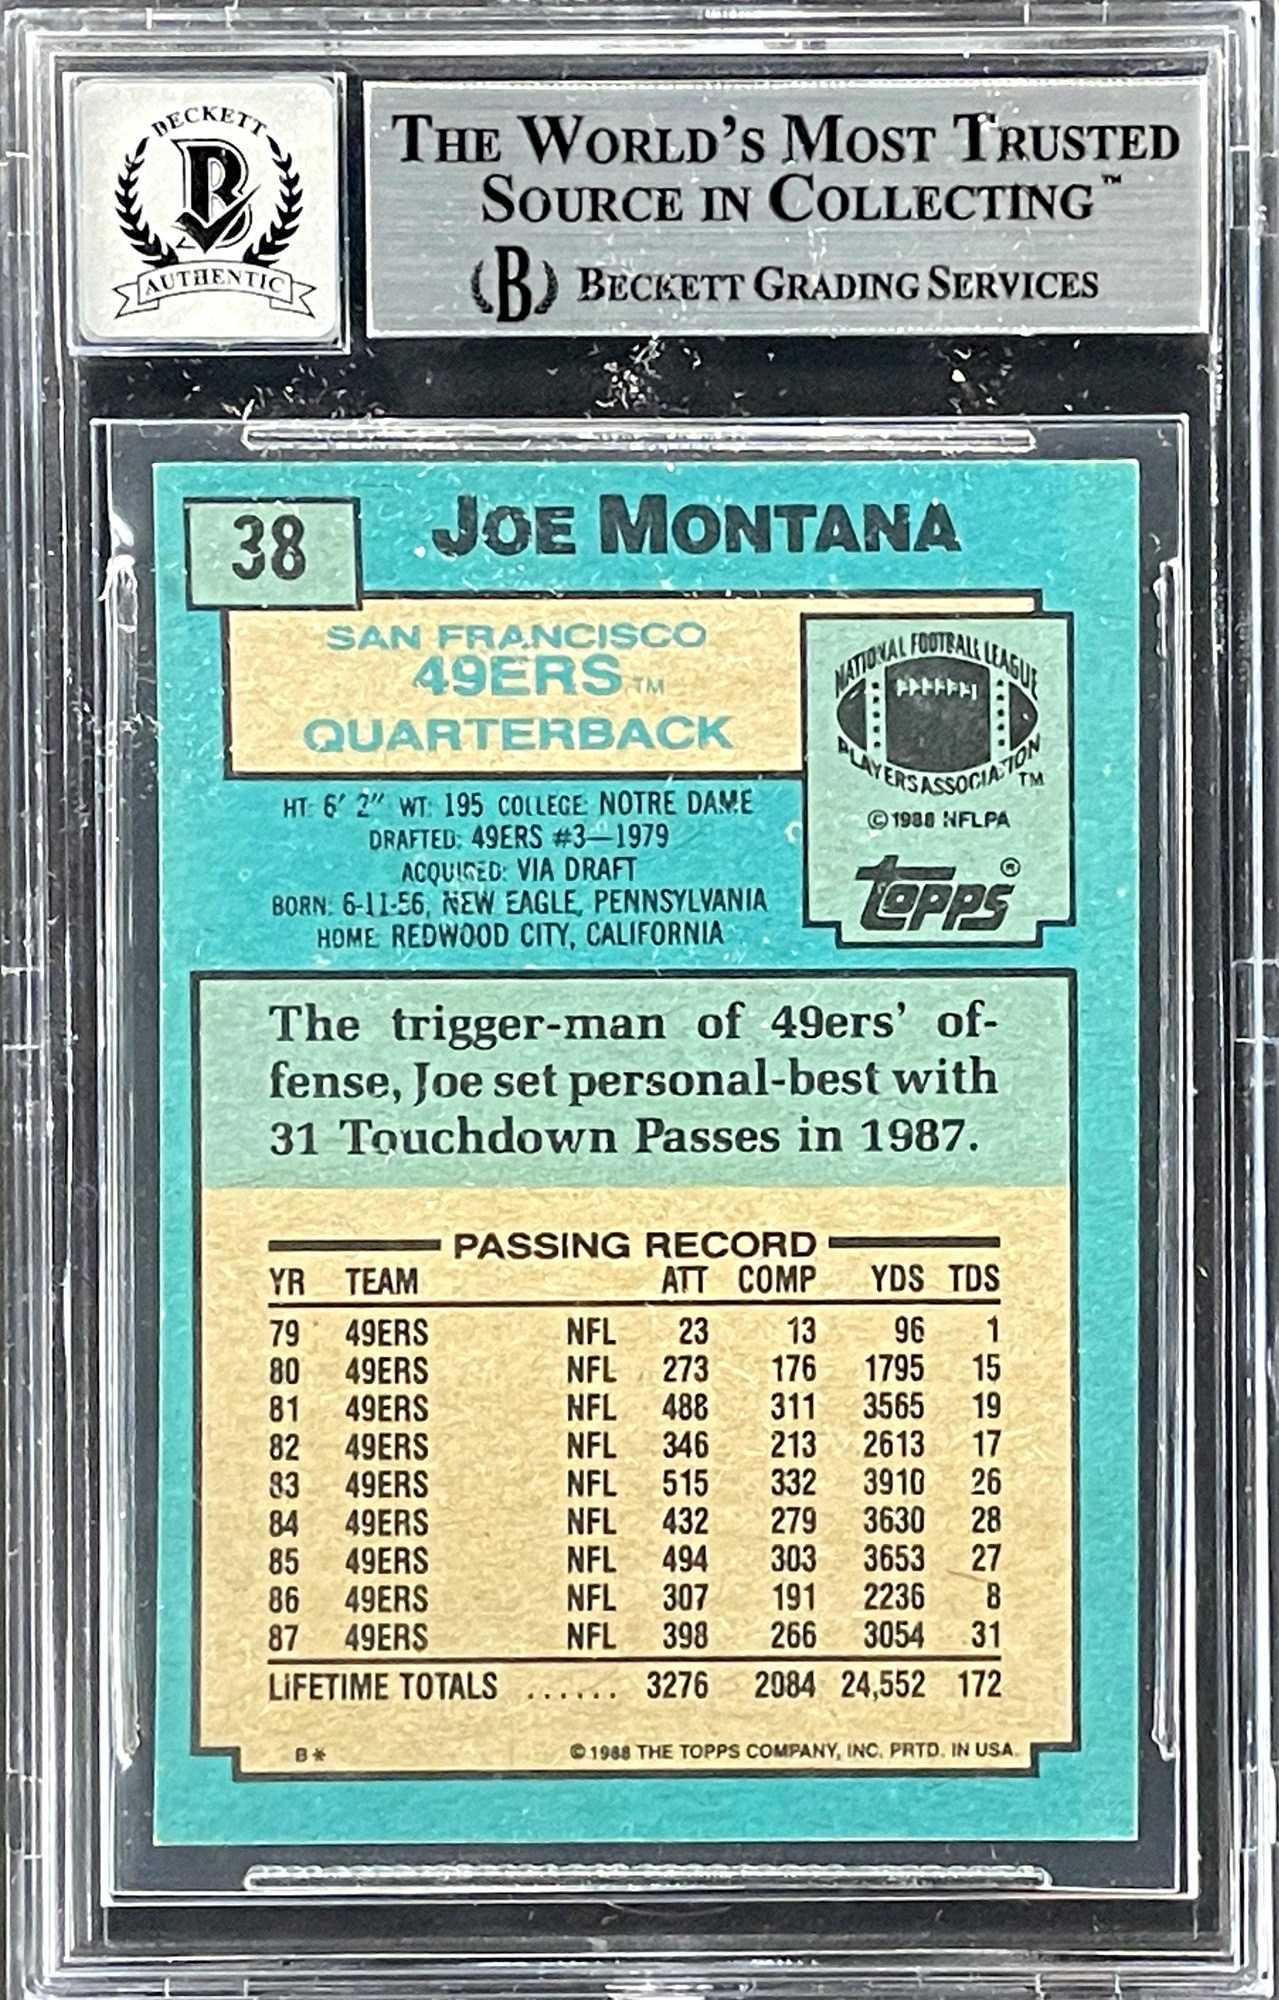 BECKETT
B
AUTHENTIC
THE WORLD'S MOST TRUSTED
SOURCE IN COLLECTING™
B BECKETT GRADING SERVICES
38
JOE MONTANA
SAN FRANCISCO
49ERS TM
QUARTERBACK
NATIONAL FOOTBALL LEAGUE
PLAYERS ASSOCIATION TM
©1988 NFLPA
topps®
HT: 6' 2" WT: 195 COLLEGE: NOTRE DAME
DRAFTED: 49ERS #3—1979
ACQUIRED: VIA DRAFT
BORN: 6-11-56, NEW EAGLE, PENNSYLVANIA
HOME: REDWOOD CITY, CALIFORNIA
The trigger-man of 49ers' of-
fense, Joe set personal-best with
31 Touchdown Passes in 1987.
PASSING RECORD
YR TEAM ATT COMP YDS TDS
79 49ERS NFL 23 13 96 1
80 49ERS NFL 273 176 1795 15
81 49ERS NFL 488 311 3565 19
82 49ERS NFL 346 213 2613 17
83 49ERS NFL 515 332 3910 26
84 49ERS NFL 432 279 3630 28
85 49ERS NFL 494 303 3653 27
86 49ERS NFL 307 191 2236 8
87 49ERS NFL 398 266 3054 31
LIFETIME TOTALS ...... 3276 2084 24,552 172
B* ©1988 THE TOPPS COMPANY, INC. PRTD. IN USA.